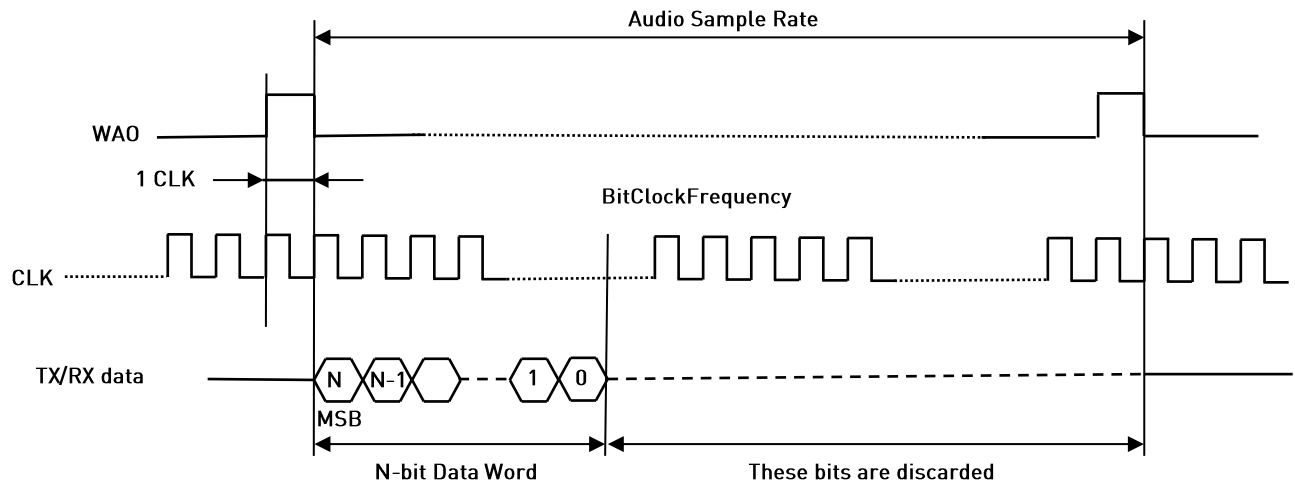 Audio Sample Rate
WAO
1 CLK
BitClockFrequency
CLK
TX/RX data
N N-1 1 0
MSB
N-bit Data Word These bits are discarded